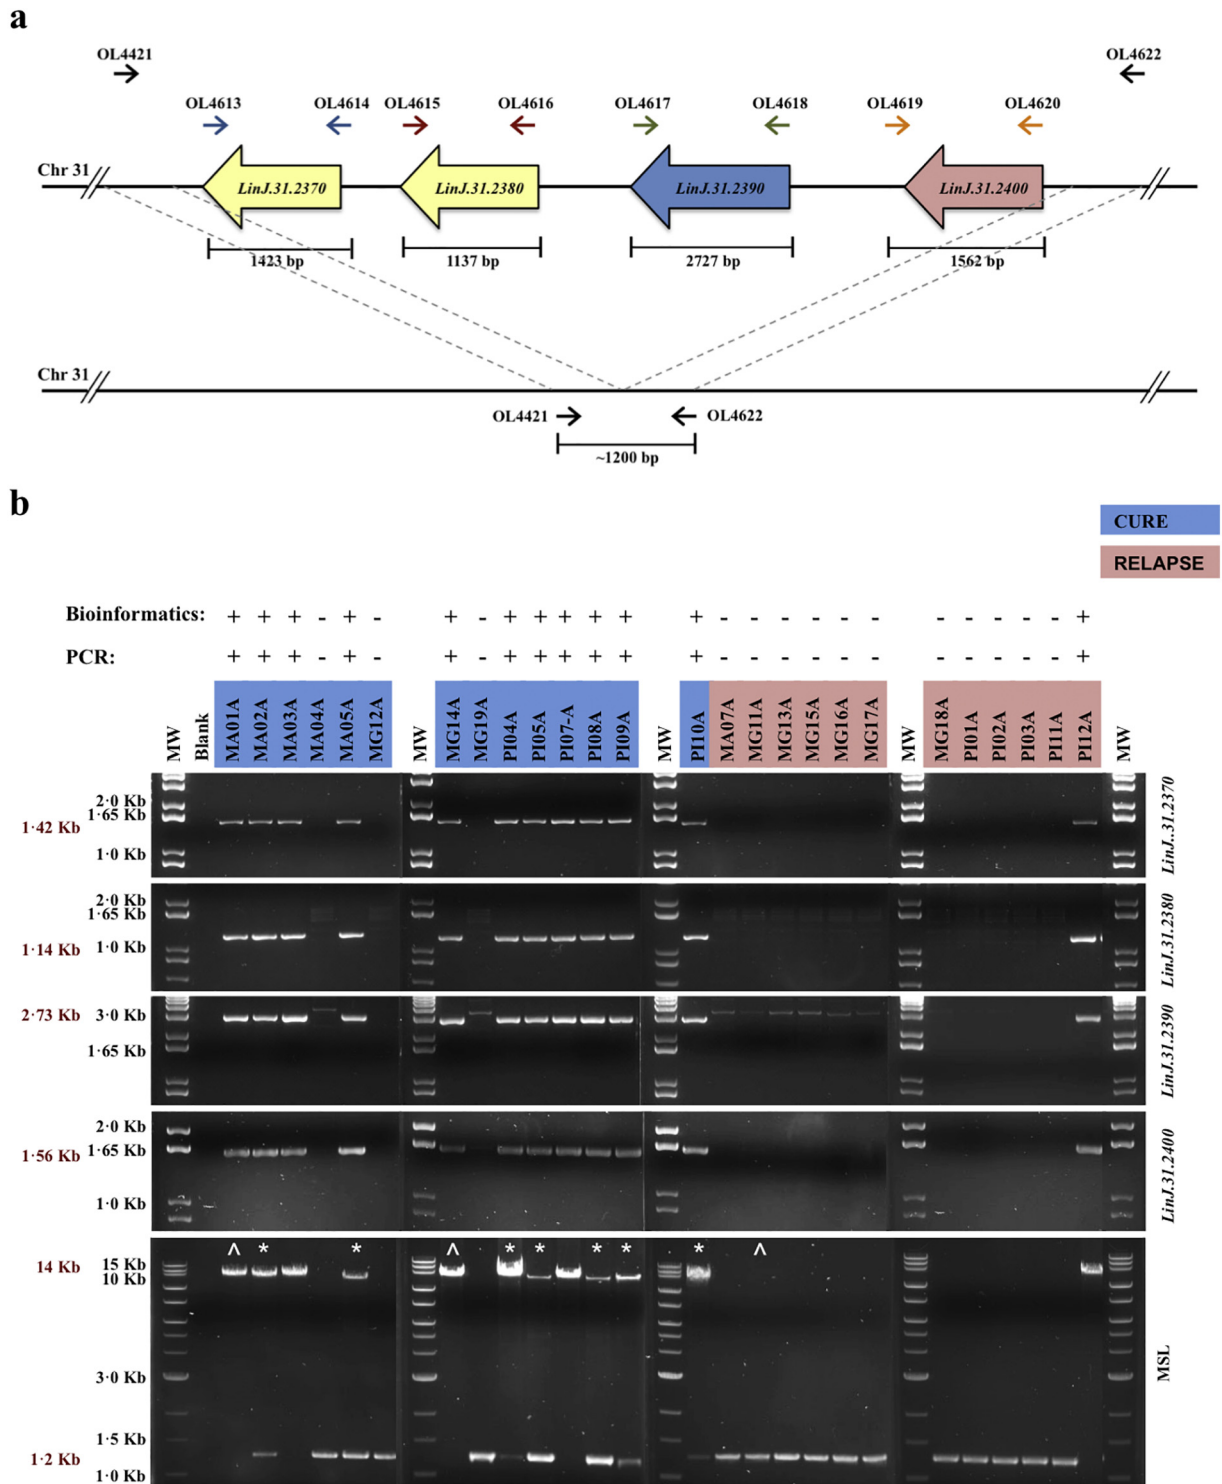 a
OL4421
OL4622
OL4613
OL4614
OL4615
OL4616
OL4617
OL4618
OL4619
OL4620
Chr 31
LinJ.31.2370
LinJ.31.2380
LinJ.31.2390
LinJ.31.2400
1423 bp
1137 bp
2727 bp
1562 bp
Chr 31
OL4421
OL4622
~1200 bp
b
CURE
RELAPSE
Bioinformatics: + + + - + - + - + + + + + + - - - - - - - - - - - +
PCR: + + + - + - + - + + + + + + - - - - - - - - - - - +
MW Blank MA01A MA02A MA03A MA04A MA05A MG12A MW MG14A MG19A PI04A PI05A PI07-A PI08A PI09A MW PI10A MA07A MG11A MG13A MG15A MG16A MG17A MW MG18A PI01A PI02A PI03A PI11A PI12A MW
2·0 Kb
1·65 Kb
1·42 Kb
1·0 Kb
LinJ..31.2370
2·0 Kb
1·65 Kb
1·14 Kb
1·0 Kb
LinJ.31.2380
2·73 Kb
3·0 Kb
1·65 Kb
LinJ.31.2390
2·0 Kb
1·56 Kb
1·65 Kb
1·0 Kb
LinJ.31.2400
^ * * ^ * * * * * ^
14 Kb
15 Kb
10 Kb
3·0 Kb
1·5 Kb
1·2 Kb
1·0 Kb
MSL